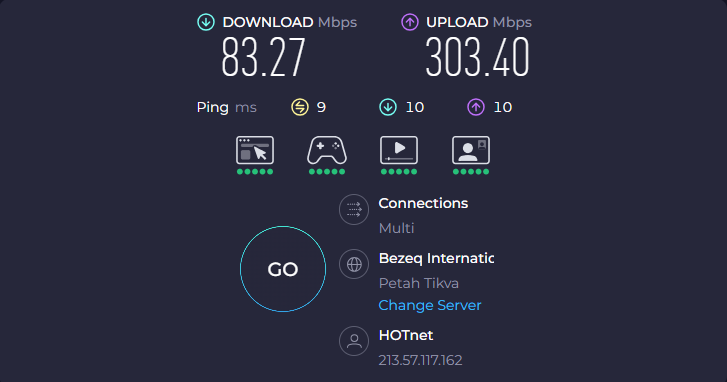 DOWNLOAD Mbps
UPLOAD Mbps
83.27
303.40
Ping ms 9 10 10
Connections
Multi
GO
Bezeq Internatic
Petah Tikva
Change Server
HOTnet
213.57.117.162